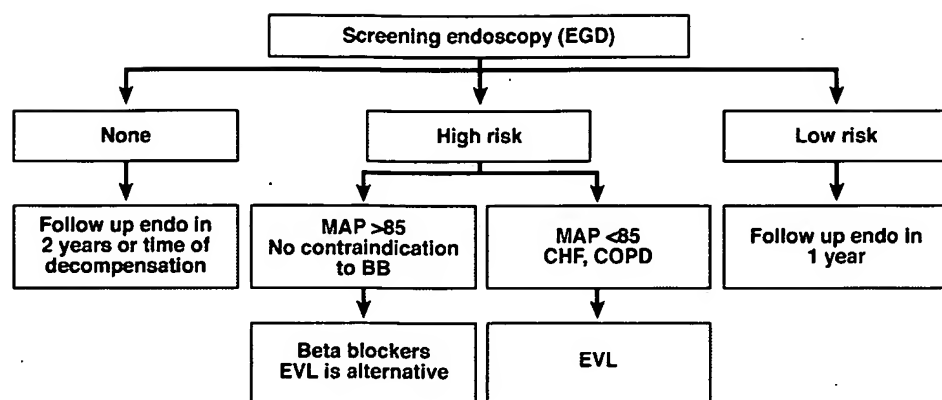 Screening endoscopy (EGD)
None
High risk
Low risk
Follow up endo in
2 years or time of
decompensation
MAP >85
No contraindication
to BB
MAP <85
CHF, COPD
Follow up endo in
1 year
Beta blockers
EVL is alternative
EVL